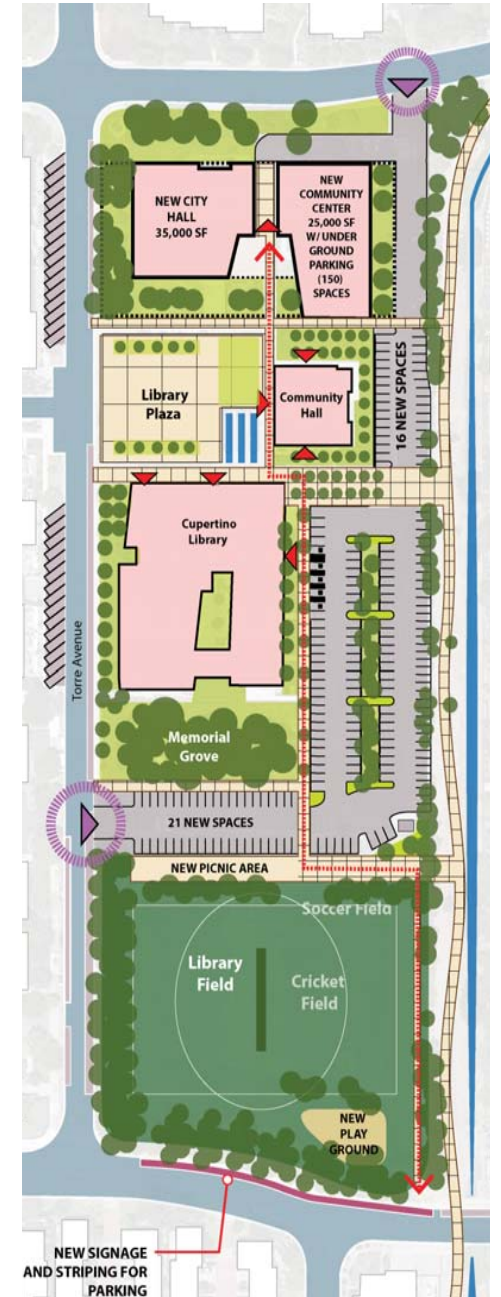 NEW CITY
HALL
35,000 SF
NEW
COMMUNITY
CENTER
25,000 SF
W/ UNDER
GROUND
PARKING
(150)
SPACES
Library
Plaza
Community
Hall
16 NEW SPACES
Cupertino
Library
Torre Avenue
Memorial
Grove
21 NEW SPACES
NEW PICNIC AREA
Soccer Field
Library
Field
Cricket
Field
NEW
PLAY
GROUND
NEW SIGNAGE
AND STRIPING FOR
PARKING